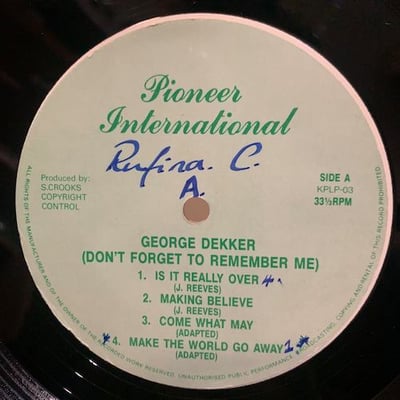 Pioneer
International
Rufina. C.
A.
Produced by:
S.CROOKS
COPYRIGHT
CONTROL
SIDE A
KPLP-03
33⅓RPM
GEORGE DEKKER
(DON'T FORGET TO REMEMBER ME)
1. IS IT REALLY OVER
(J. REEVES)
2. MAKING BELIEVE
(J. REEVES)
3. COME WHAT MAY
(ADAPTED)
*4. MAKE THE WORLD GO AWAY 1*
(ADAPTED)
ALL RIGHTS OF THE MANUFACTURER AND OF THE OWNER OF THE RECORDED WORK RESERVED. UNAUTHORISED PUBLIC PERFORMANCE, BROADCASTING, COPYING AND RENTAL OF THIS RECORD PROHIBITED.